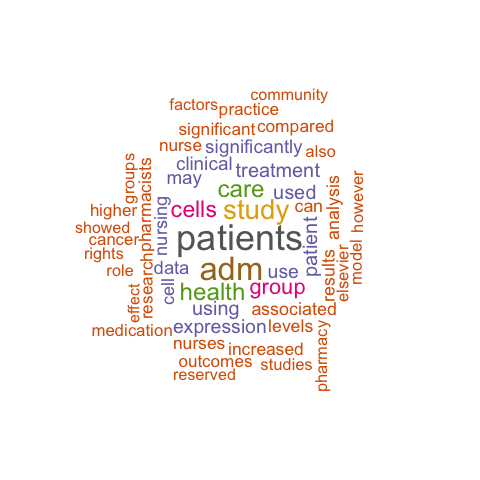 community
factors
practice
significant
compared
nurse
significantly
also
clinical
treatment
may
care
used
groups
pharmacists
nursing
cells
study
can
analysis
however
higher
showed
cancer
rights
role
patients
patient
research
data
adm
use
results
elsevier
model
cell
health
group
effect
using
associated
medication
expression
levels
nurses
increased
pharmacy
outcomes
studies
reserved